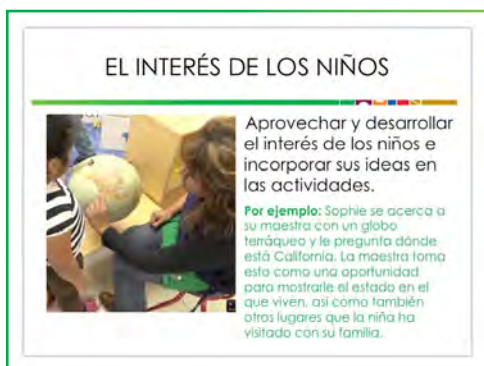 EL INTERÉS DE LOS NIÑOS
Aprovechar y desarrollar
el interés de los niños e
incorporar sus ideas en
las actividades.
Por ejemplo: Sophie se acerca a
su maestra con un globo
terráqueo y le pregunta dónde
está California. La maestra toma
esto como una oportunidad
para mostrarle el estado en el
que viven, así como también
otros lugares que la niña ha
visitado con su familia.